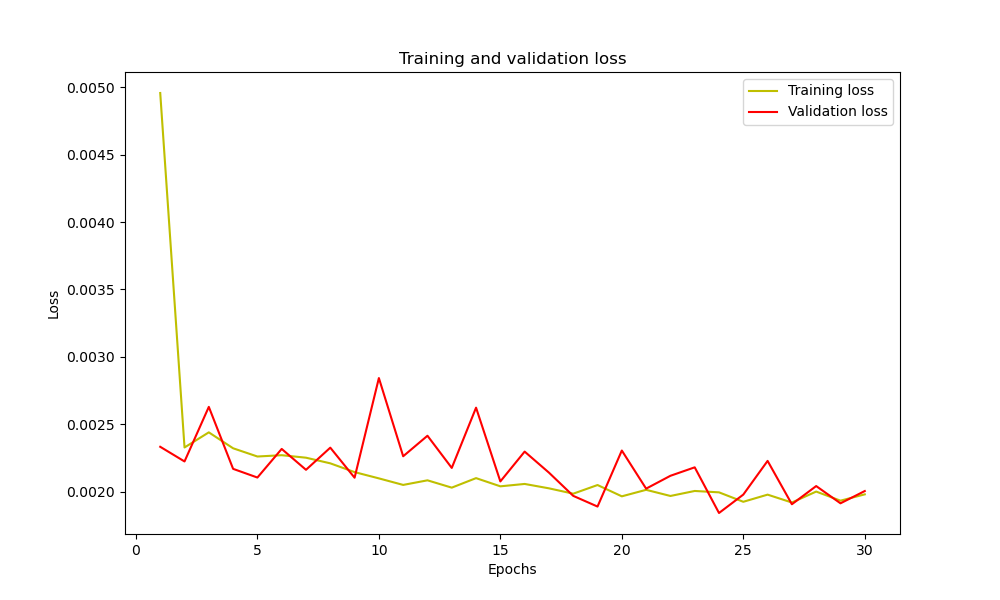 Training and validation loss
Training loss
Validation loss
0.0050
0.0045
0.0040
0.0035
0.0030
0.0025
0.0020
Loss
0
5
10
15
20
25
30
Epochs